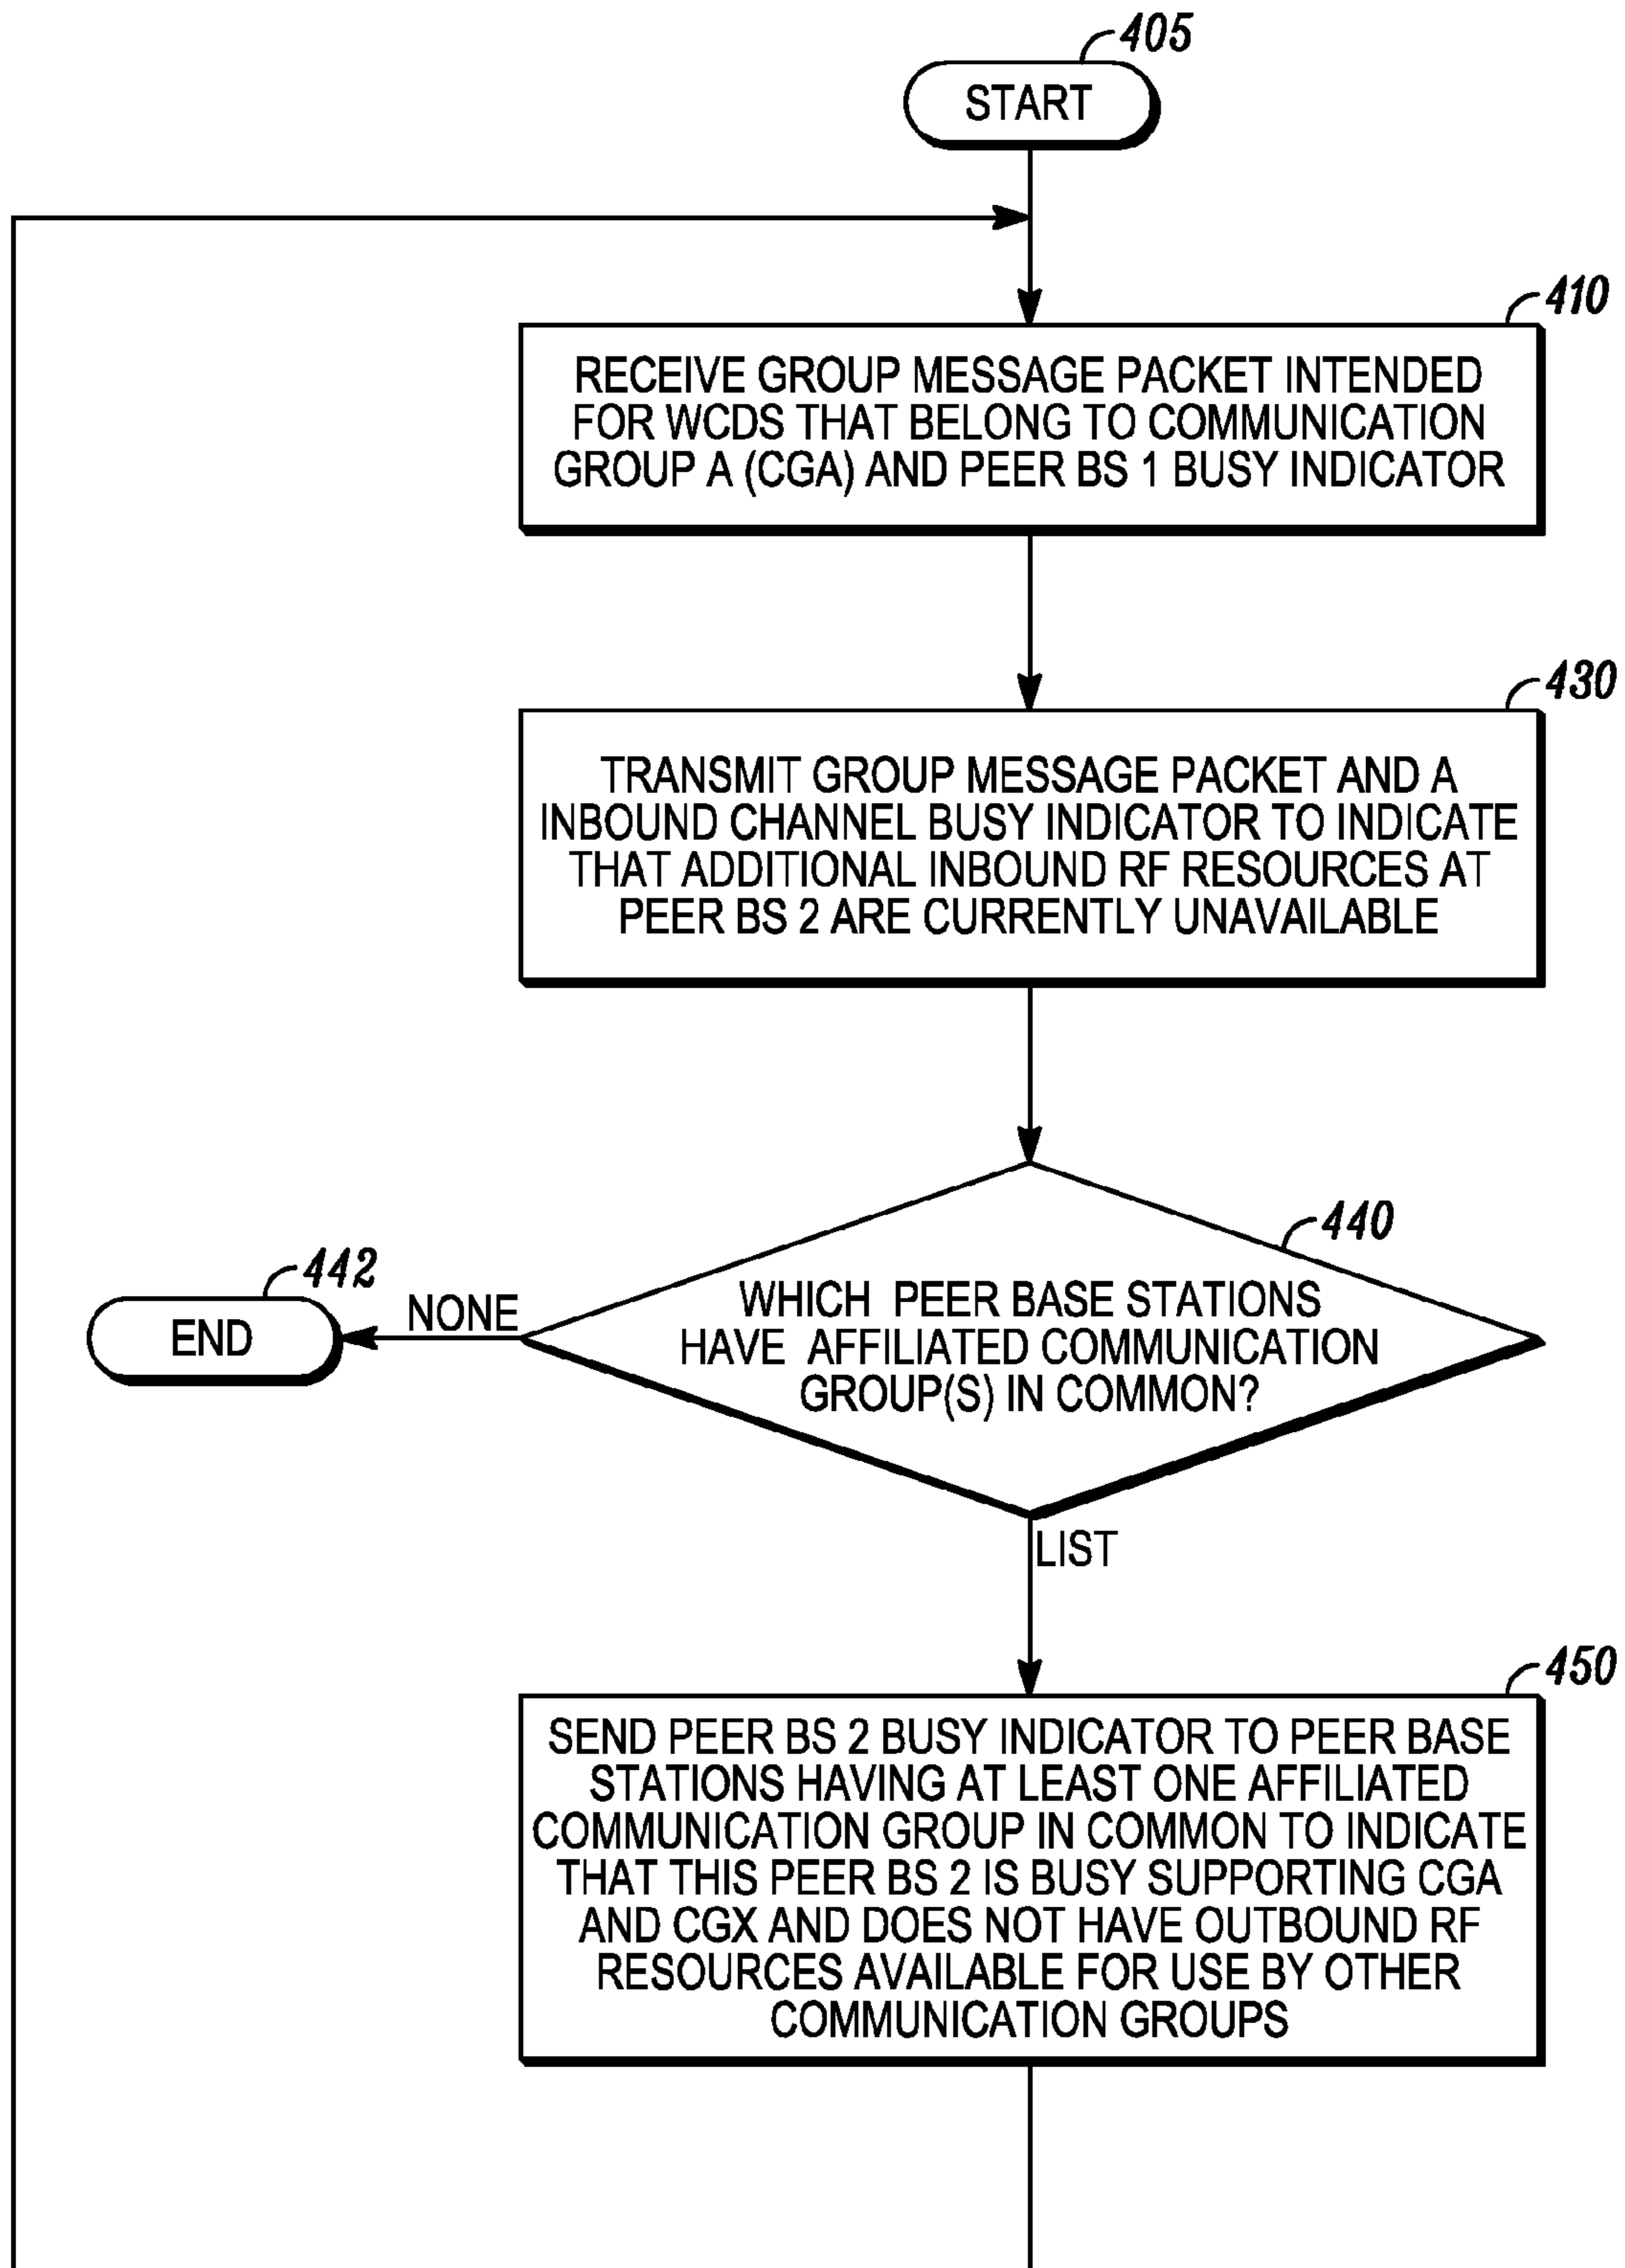 405
START
410
RECEIVE GROUP MESSAGE PACKET INTENDED
FOR WCDS THAT BELONG TO COMMUNICATION
GROUP A (CGA) AND PEER BS 1 BUSY INDICATOR
430
TRANSMIT GROUP MESSAGE PACKET AND A
INBOUND CHANNEL BUSY INDICATOR TO INDICATE
THAT ADDITIONAL INBOUND RF RESOURCES AT
PEER BS 2 ARE CURRENTLY UNAVAILABLE
440
WHICH PEER BASE STATIONS
HAVE AFFILIATED COMMUNICATION
GROUP(S) IN COMMON?
442
NONE
END
LIST
450
SEND PEER BS 2 BUSY INDICATOR TO PEER BASE
STATIONS HAVING AT LEAST ONE AFFILIATED
COMMUNICATION GROUP IN COMMON TO INDICATE
THAT THIS PEER BS 2 IS BUSY SUPPORTING CGA
AND CGX AND DOES NOT HAVE OUTBOUND RF
RESOURCES AVAILABLE FOR USE BY OTHER
COMMUNICATION GROUPS